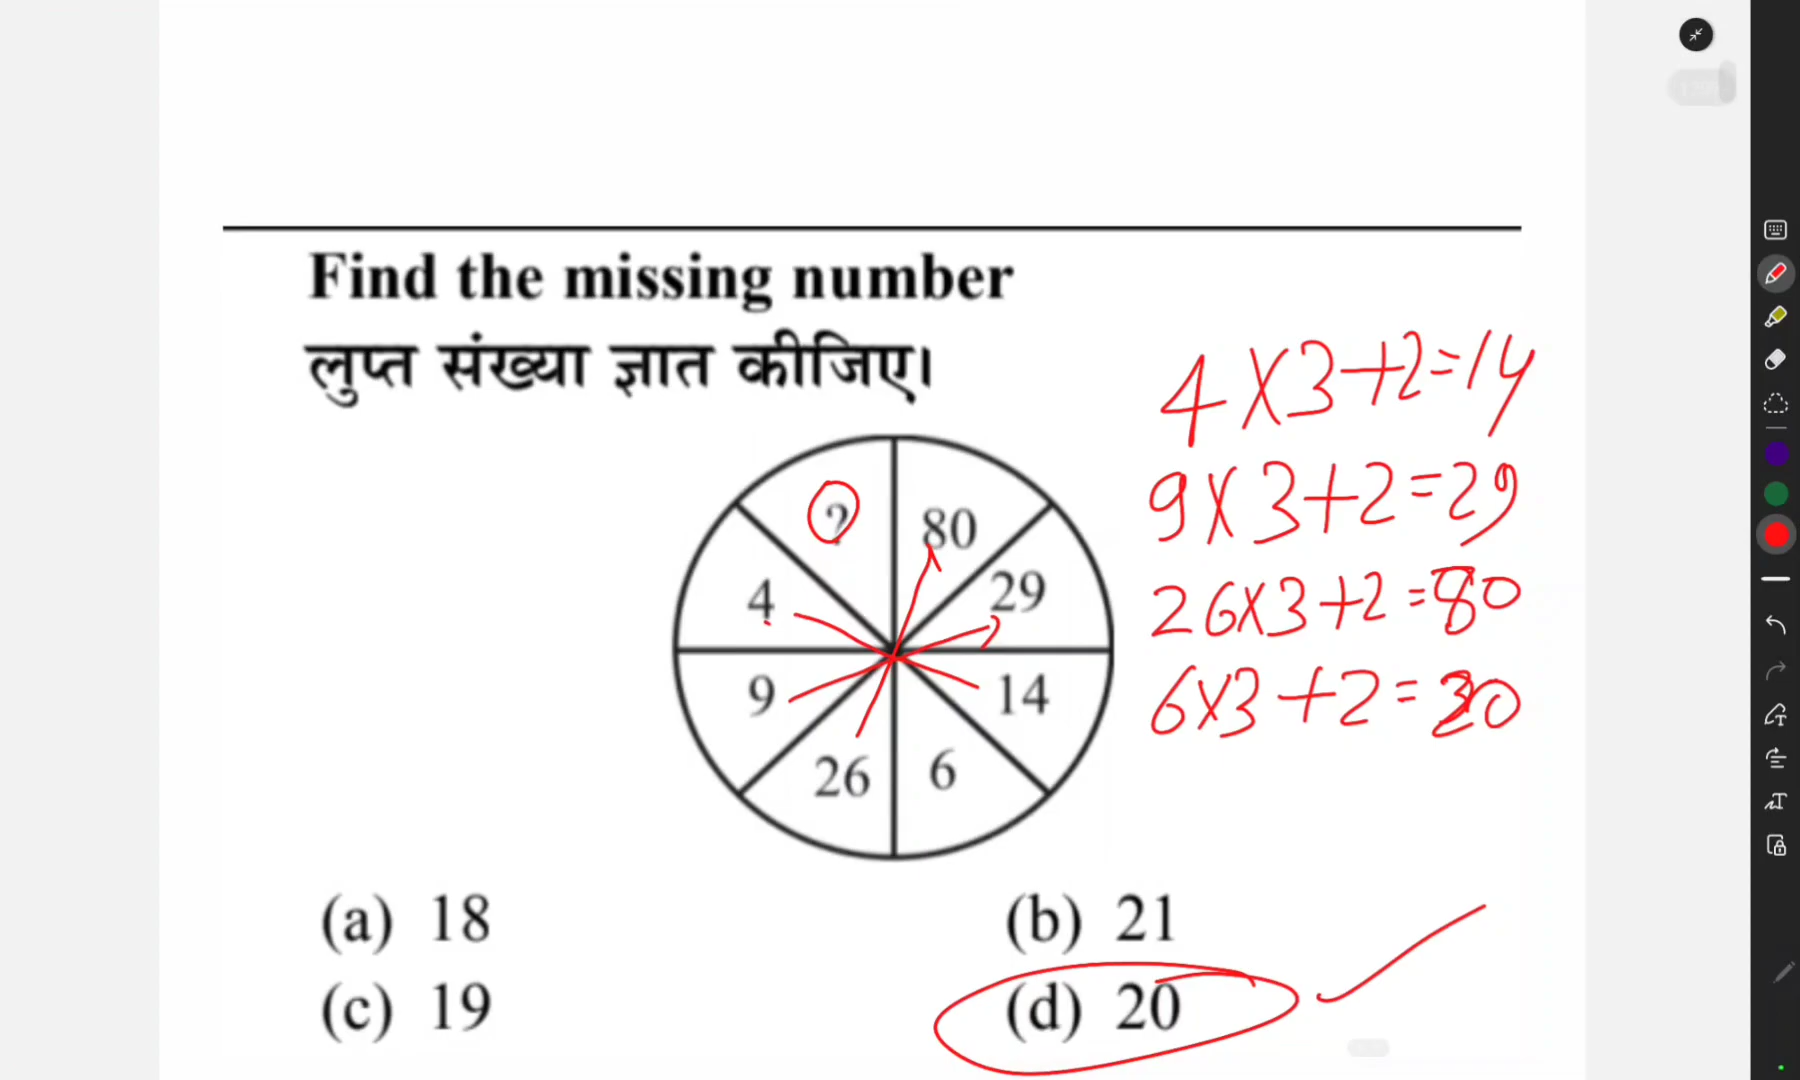 Find the missing number
लुप्त संख्या ज्ञात कीजिए।
4 X 3 + 2 = 14
9 X 3 + 2 = 29
26 X 3 + 2 = 80
6 X 3 + 2 = 20
? 80
4 29
9 14
26 6
(a) 18 (b) 21
(c) 19 (d) 20